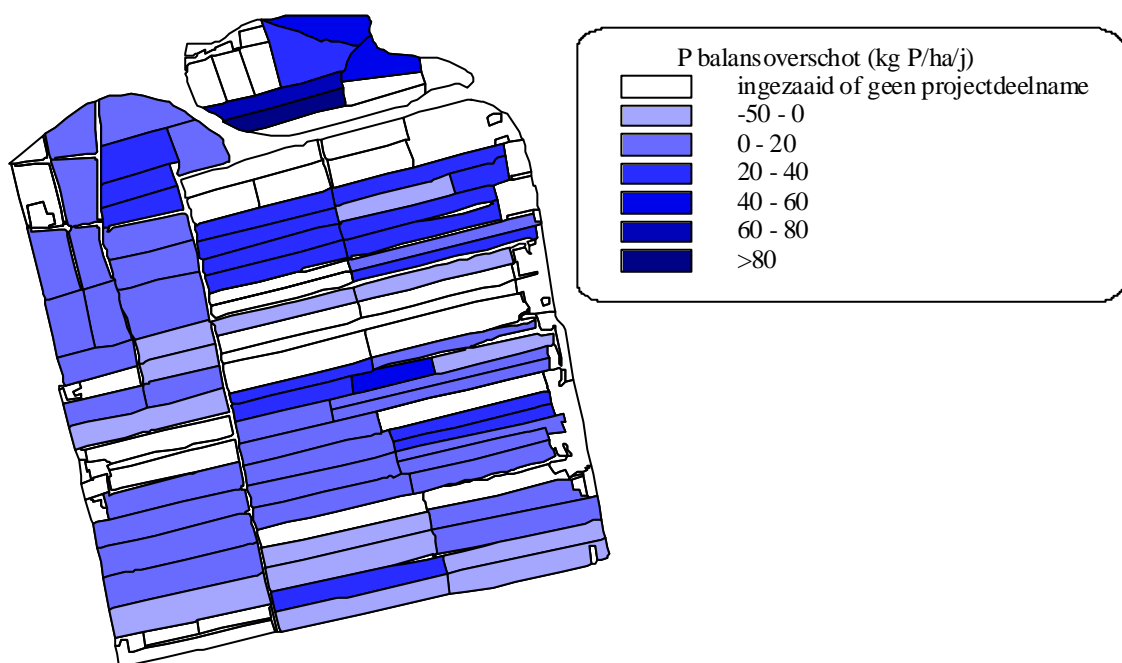 P balansoverschot (kg P/ha/j)
ingezaaid of geen projectdeelname
-50 - 0
0 - 20
20 - 40
40 - 60
60 - 80
>80